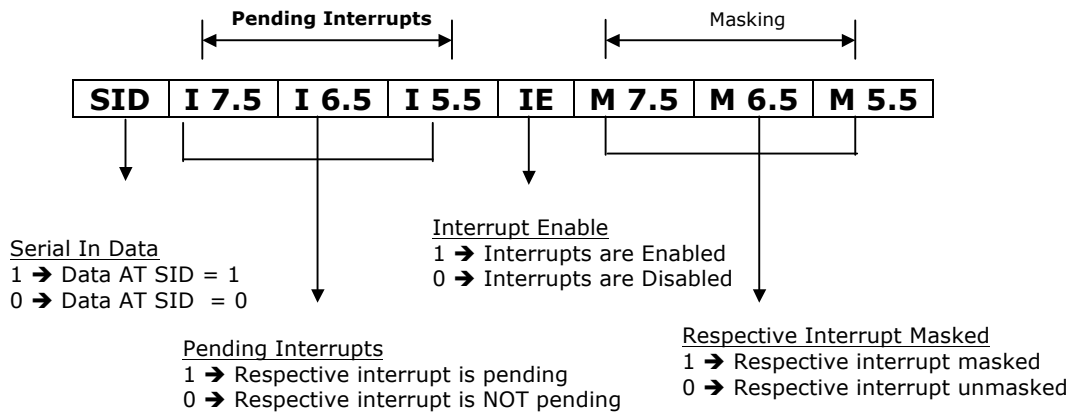 Pending Interrupts
Masking
SID I 7.5 I 6.5 I 5.5 IE M 7.5 M 6.5 M 5.5
Serial In Data
1 ➔ Data AT SID = 1
0 ➔ Data AT SID = 0
Interrupt Enable
1 ➔ Interrupts are Enabled
0 ➔ Interrupts are Disabled
Pending Interrupts
1 ➔ Respective interrupt is pending
0 ➔ Respective interrupt is NOT pending
Respective Interrupt Masked
1 ➔ Respective interrupt masked
0 ➔ Respective interrupt unmasked